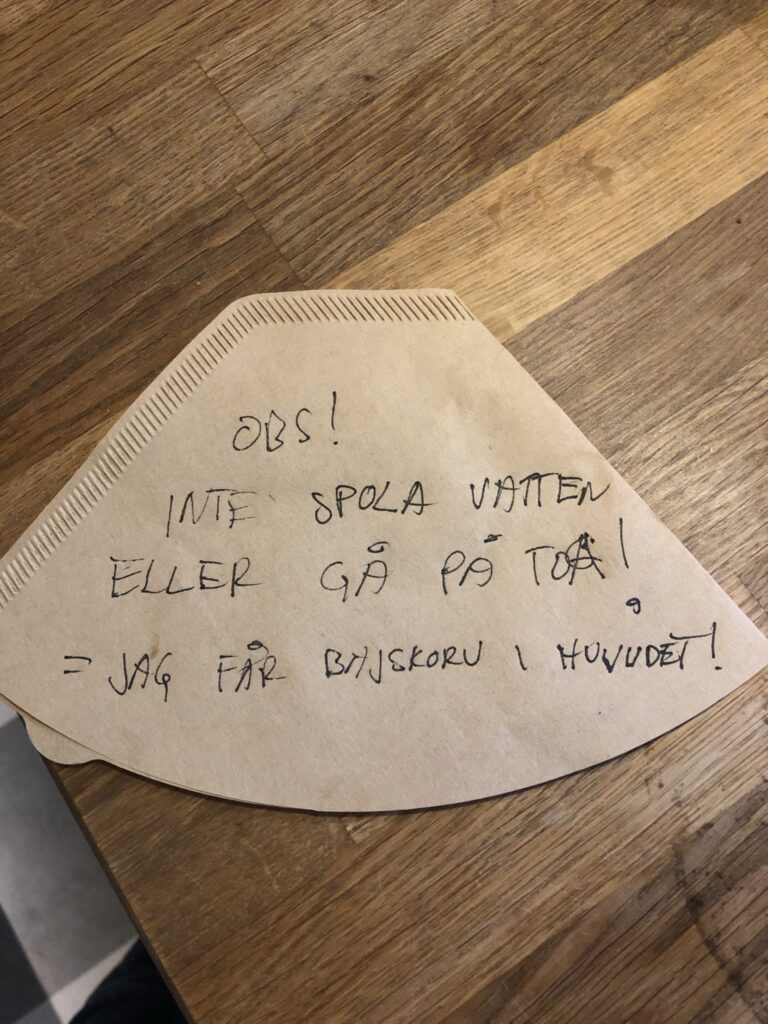 OBS!
INTE SPOLA VATTEN
ELLER GÅ PÅ TOA!
= JAG FÅR BAJSKORV I HUVUDET!